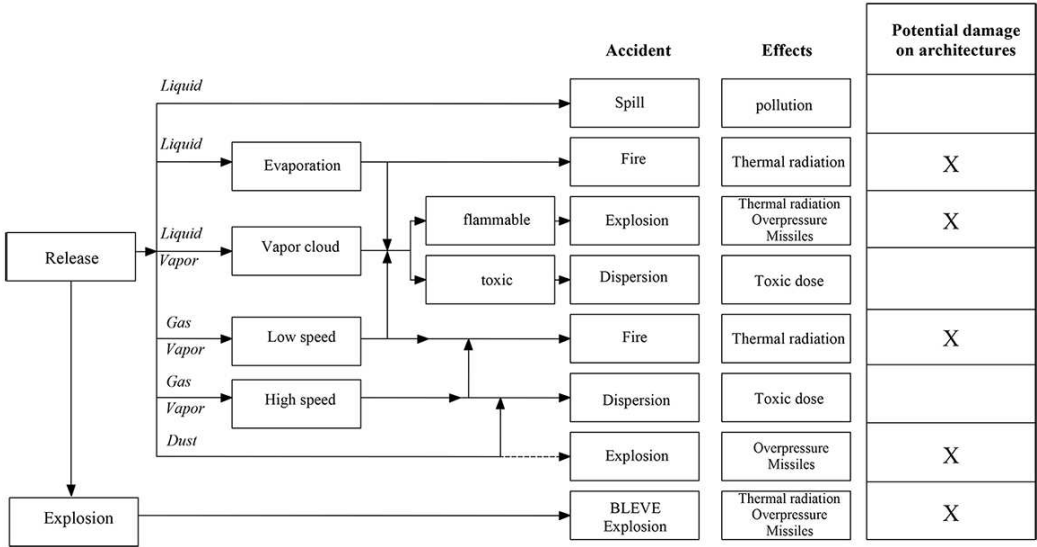 Accident
Effects
Potential damage
on architectures
Liquid
Spill
pollution
Liquid
Evaporation
Fire
Thermal radiation
X
flammable
Explosion
Thermal radiation
Overpressure
Missiles
X
Release
Liquid
Vapor
Vapor cloud
toxic
Dispersion
Toxic dose
Gas
Vapor
Low speed
Fire
Thermal radiation
X
Gas
Vapor
High speed
Dispersion
Toxic dose
Dust
Explosion
Overpressure
Missiles
X
Explosion
BLEVE
Explosion
Thermal radiation
Overpressure
Missiles
X